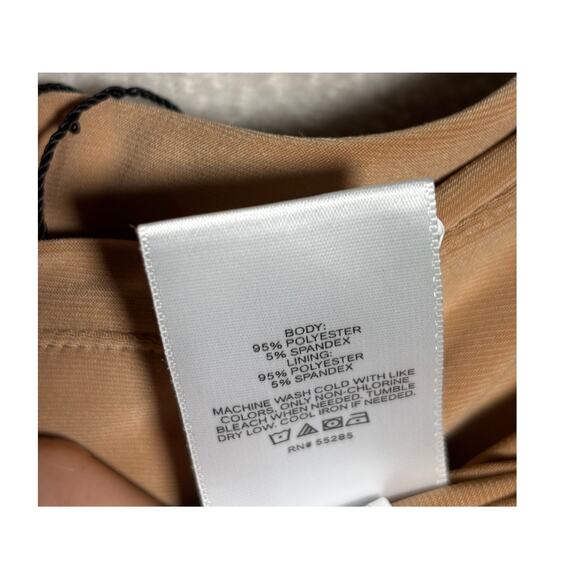 BODY:
95% POLYESTER
5% SPANDEX
LINING:
95% POLYESTER
5% SPANDEX
MACHINE WASH COLD WITH LIKE
COLORS, ONLY NON-CHLORINE
BLEACH WHEN NEEDED. TUMBLE
DRY LOW. COOL IRON IF NEEDED.
RN# 55285